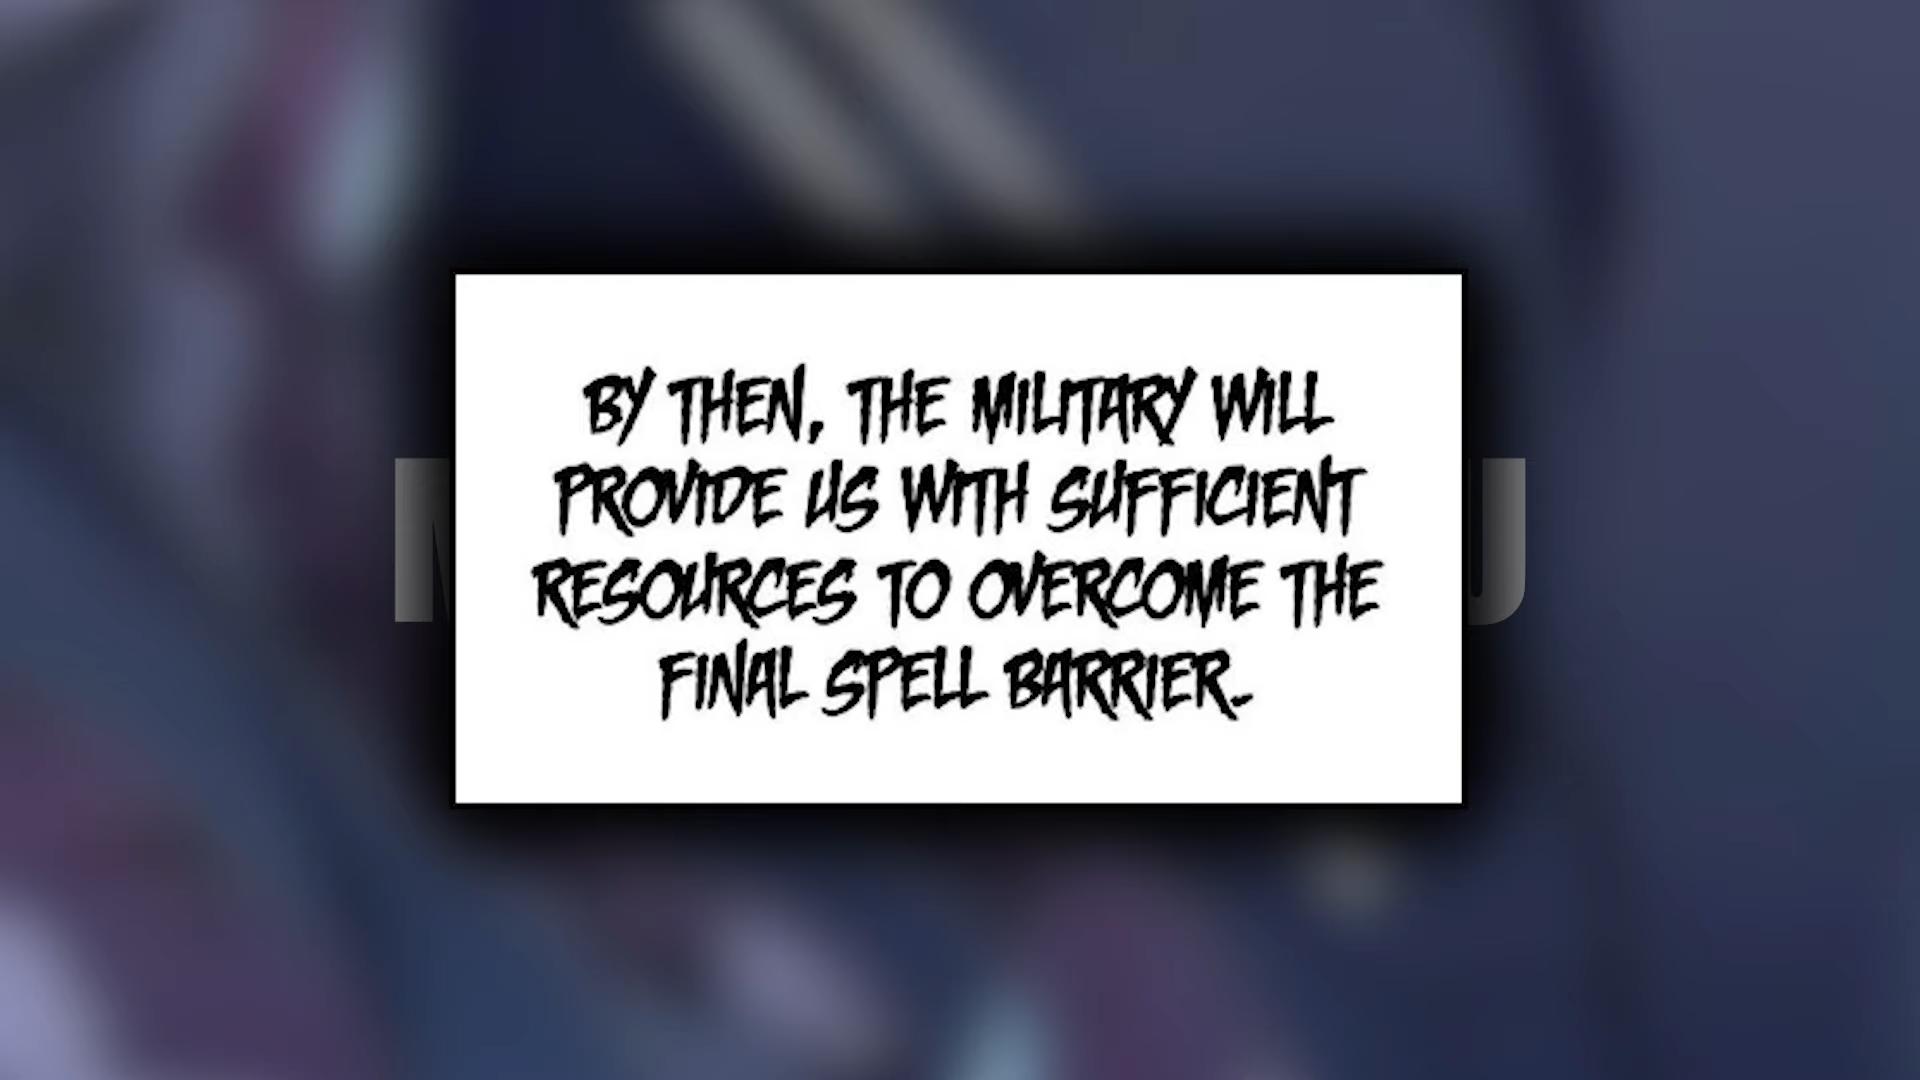 BY THEN, THE MILITARY WILL
PROVIDE US WITH SUFFICIENT
RESOURCES TO OVERCOME THE
FINAL SPELL BARRIER.